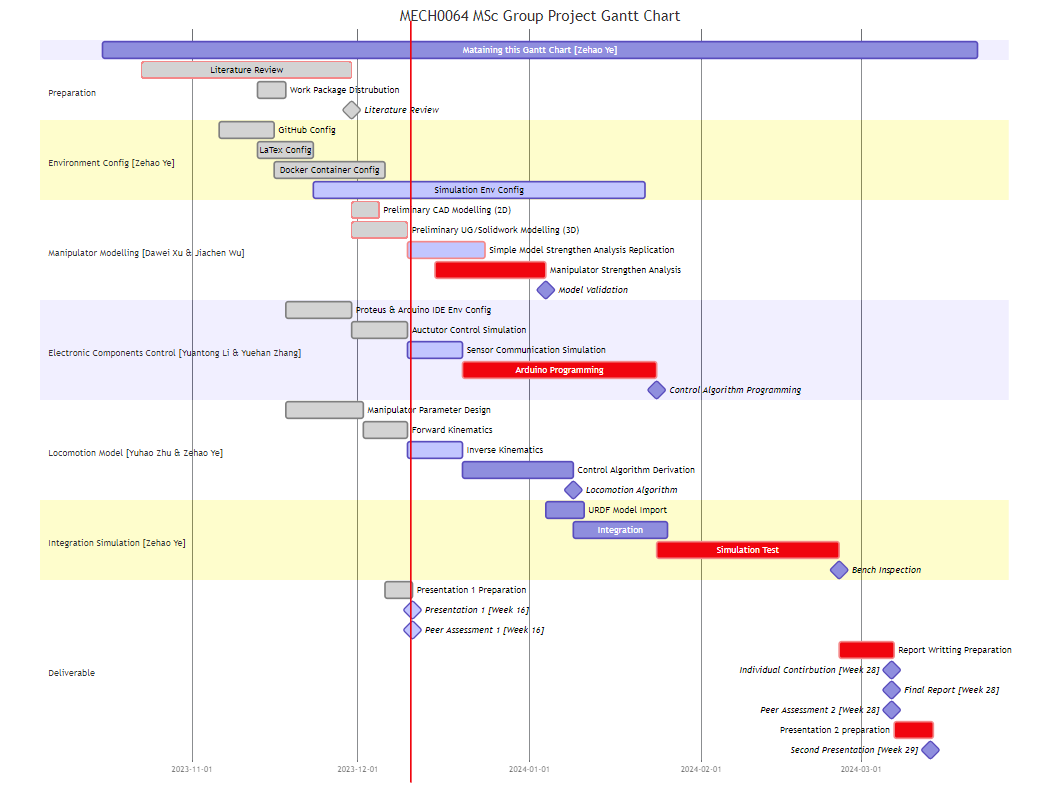 MECH0064 MSc Group Project Gantt Chart
Mataining this Gantt Chart [Zehao Ye]
Literature Review
Preparation
Work Package Distrubution
Literature Review
GitHub Config
LaTex Config
Environment Config [Zehao Ye]
Docker Container Config
Simulation Env Config
Preliminary CAD Modelling (2D)
Preliminary UG/Solidwork Modelling (3D)
Manipulator Modelling [Dawei Xu & Jiachen Wu]
Simple Model Strengthen Analysis Replication
Manipulator Strengthen Analysis
Model Validation
Proteus & Arduino IDE Env Config
Auctutor Control Simulation
Electronic Components Control [Yuantong Li & Yuehan Zhang]
Sensor Communication Simulation
Arduino Programming
Control Algorithm Programming
Manipulator Parameter Design
Forward Kinematics
Locomotion Model [Yuhao Zhu & Zehao Ye]
Inverse Kinematics
Control Algorithm Derivation
Locomotion Algorithm
URDF Model Import
Integration
Integration Simulation [Zehao Ye]
Simulation Test
Bench Inspection
Presentation 1 Preparation
Presentation 1 [Week 16]
Peer Assessment 1 [Week 16]
Report Writting Preparation
Deliverable
Individual Contirbution [Week 28]
Final Report [Week 28]
Peer Assessment 2 [Week 28]
Presentation 2 preparation
Second Presentation [Week 29]
2023-11-01
2023-12-01
2024-01-01
2024-02-01
2024-03-01